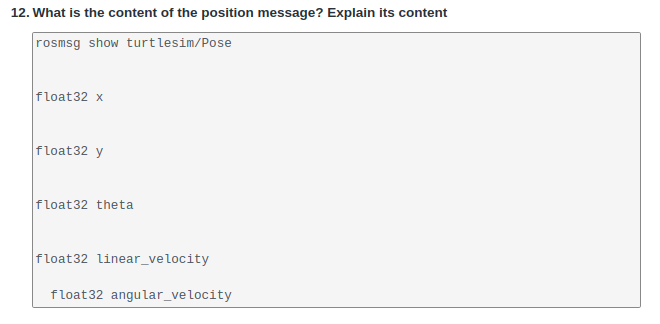 12. What is the content of the position message? Explain its content
rosmsg show turtlesim/Pose
float32 x
float32 y
float32 theta
float32 linear_velocity
float32 angular_velocity